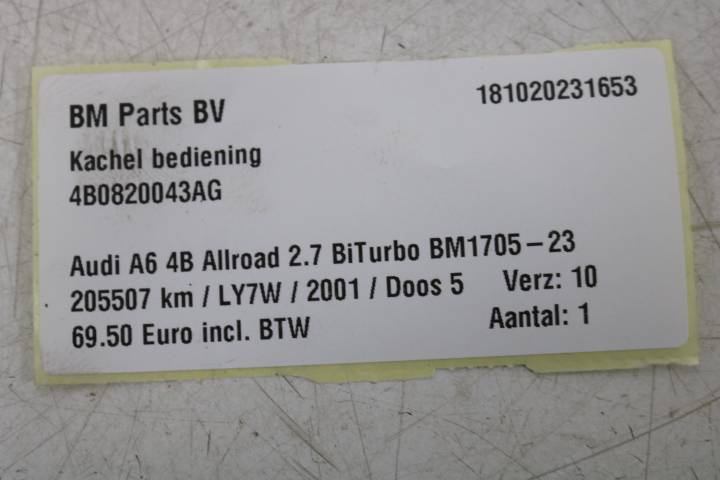 BM Parts BV
181020231653
Kachel bediening
4B0820043AG
Audi A6 4B Allroad 2.7 BiTurbo BM1705-23
205507 km / LY7W / 2001 / Doos 5 Verz: 10
69.50 Euro incl. BTW Aantal: 1